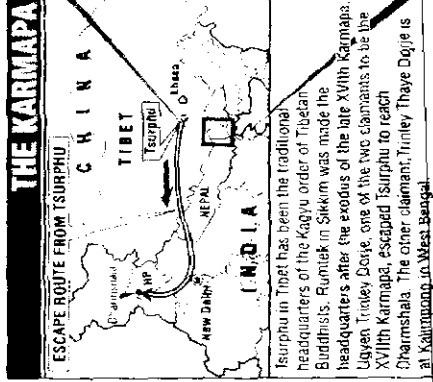 THE KARMAPA
ESCAPE ROUTE FROM TSURPHU
CHINA
TIBET
Tsurphu
Lhasa
Dharmshala
HP
NEPAL
New Delhi
INDIA
Tsurphu in Tibet has been the traditional
headquarters of the Kagyu order of Tibetan
Buddhists. Rumtek in Sikkim was made the
headquarters after the exodus of the late XVIth Karmapa.
Ugyen Trinley Dorje, one of the two claimants to be the
XVIIth Karmapa, escaped Tsurphu to reach
Dharmshala. The other claimant, Trinley Thaye Dorje is
at Kalimpong in West Bengal